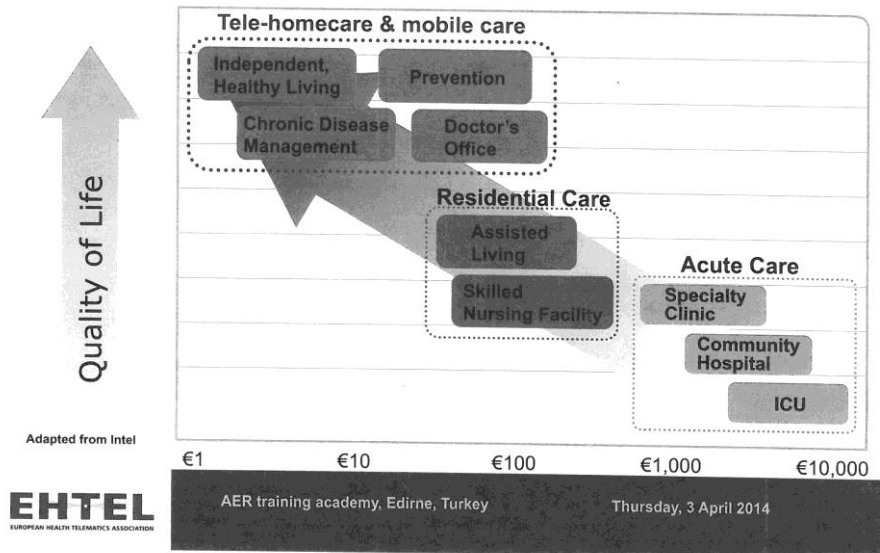 Tele-homecare & mobile care
Independent,
Healthy Living
Prevention
Chronic Disease
Management
Doctor's
Office
Residential Care
Assisted
Living
Skilled
Nursing Facility
Acute Care
Specialty
Clinic
Community
Hospital
ICU
Quality of Life
Adapted from Intel
€1
€10
€100
€1,000
€10,000
EHTEL
EUROPEAN HEALTH TELEMATICS ASSOCIATION
AER training academy, Edirne, Turkey
Thursday, 3 April 2014